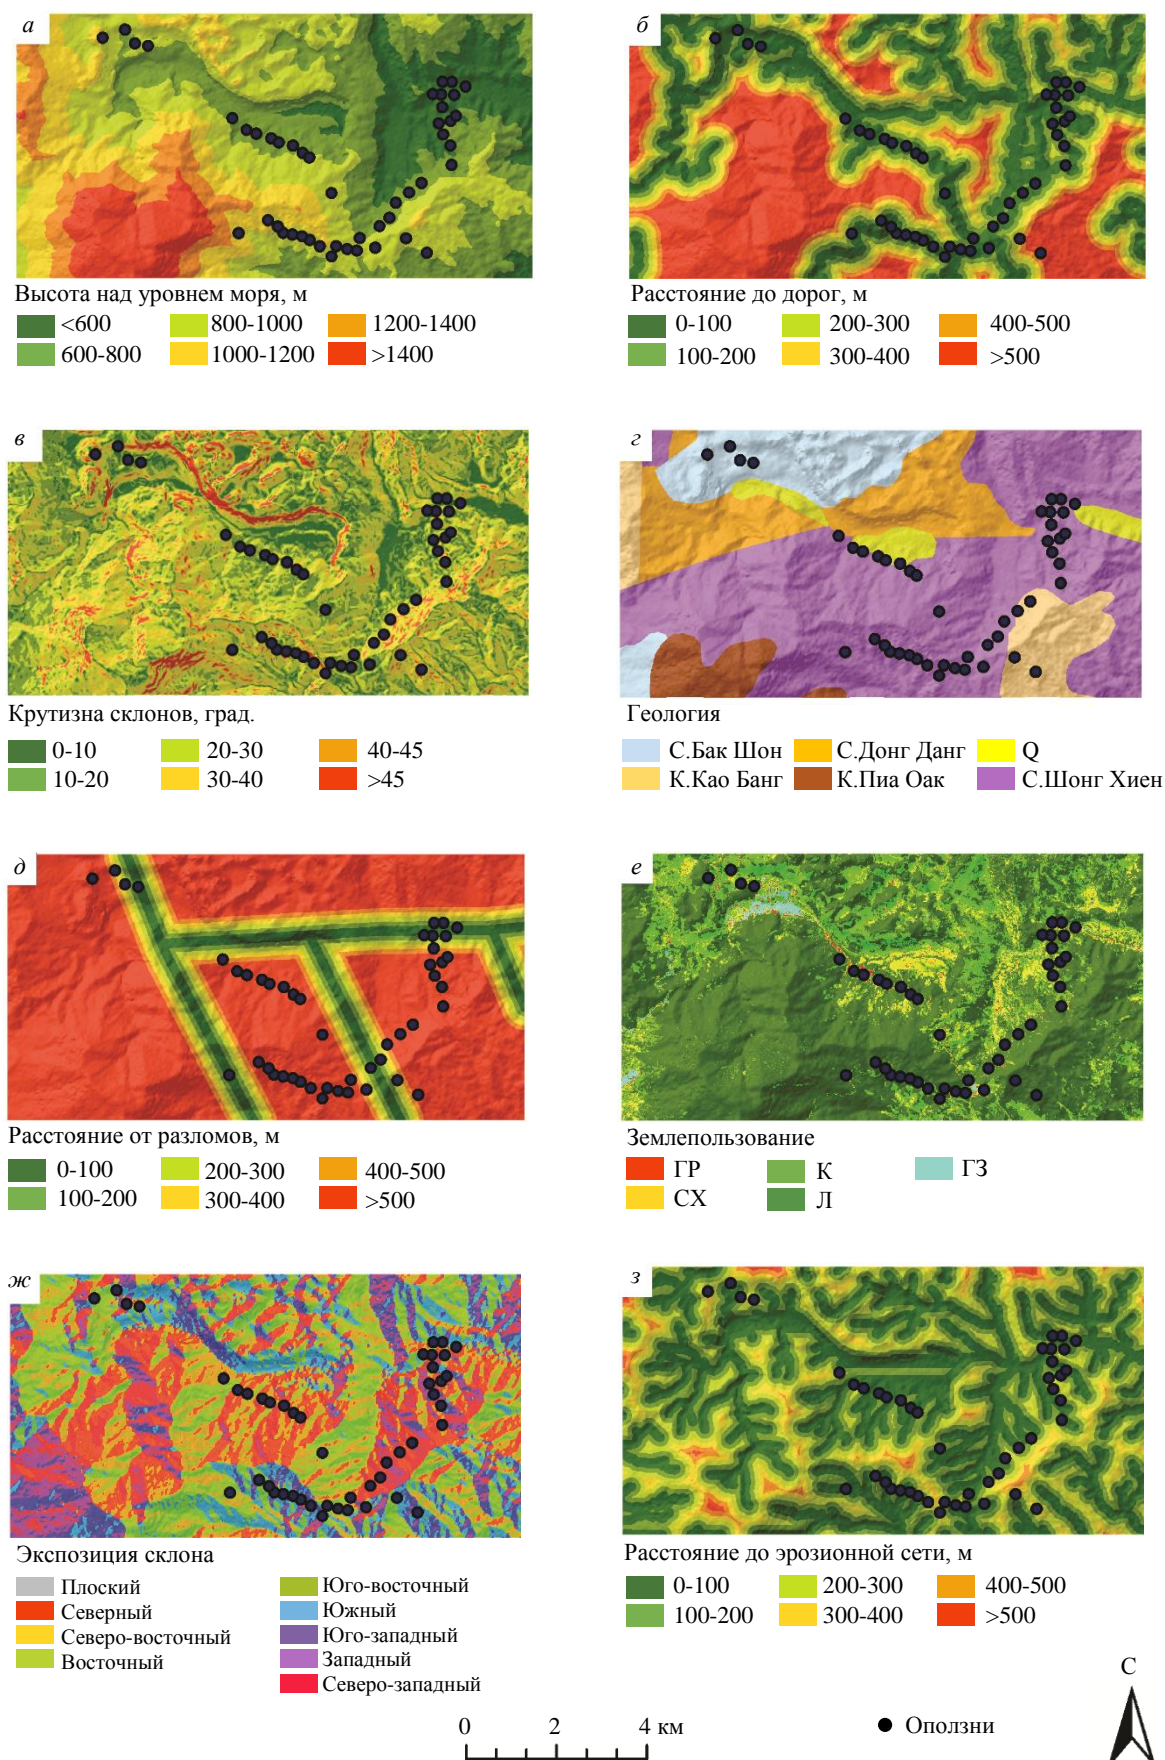 а
Высота над уровнем моря, м
<600 800-1000 1200-1400
600-800 1000-1200 >1400
б
Расстояние до дорог, м
0-100 200-300 400-500
100-200 300-400 >500
в
Крутизна склонов, град.
0-10 20-30 40-45
10-20 30-40 >45
г
Геология
С.Бак Шон С.Донг Данг Q
К.Као Банг К.Пиа Оак С.Шонг Хиен
д
Расстояние от разломов, м
0-100 200-300 400-500
100-200 300-400 >500
е
Землепользование
ГР К ГЗ
СХ Л
ж
Экспозиция склона
Плоский Юго-восточный
Северный Южный
Северо-восточный Юго-западный
Восточный Западный
Северо-западный
з
Расстояние до эрозионной сети, м
0-100 200-300 400-500
100-200 300-400 >500
0 2 4 км
Оползни
С